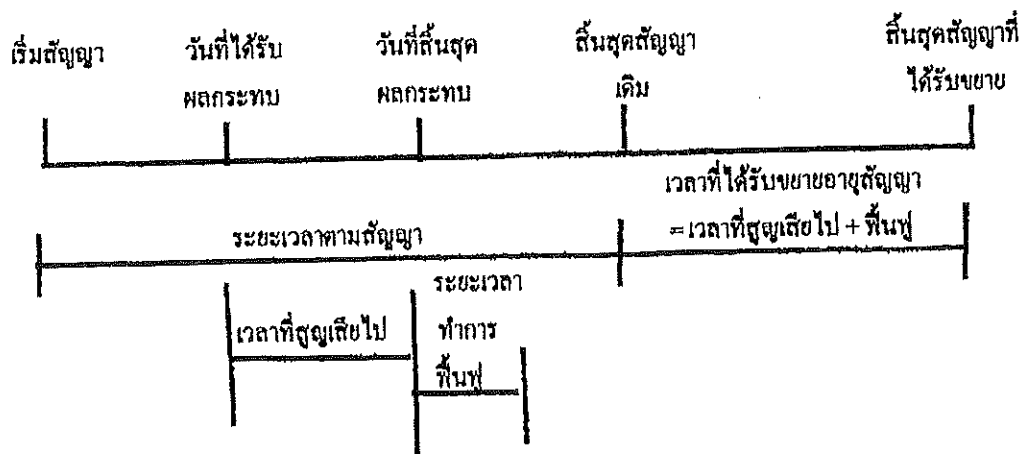 เริ่มสัญญา
วันที่ได้รับ
ผลกระทบ
วันที่สิ้นสุด
ผลกระทบ
สิ้นสุดสัญญา
เดิม
สิ้นสุดสัญญาที่
ได้รับขยาย
เวลาที่ได้รับขยายอายุสัญญา
=เวลาที่สูญเสียไป + ฟื้นฟู
ระยะเวลาตามสัญญา
ระยะเวลา
ทำการ
ฟื้นฟู
เวลาที่สูญเสียไป